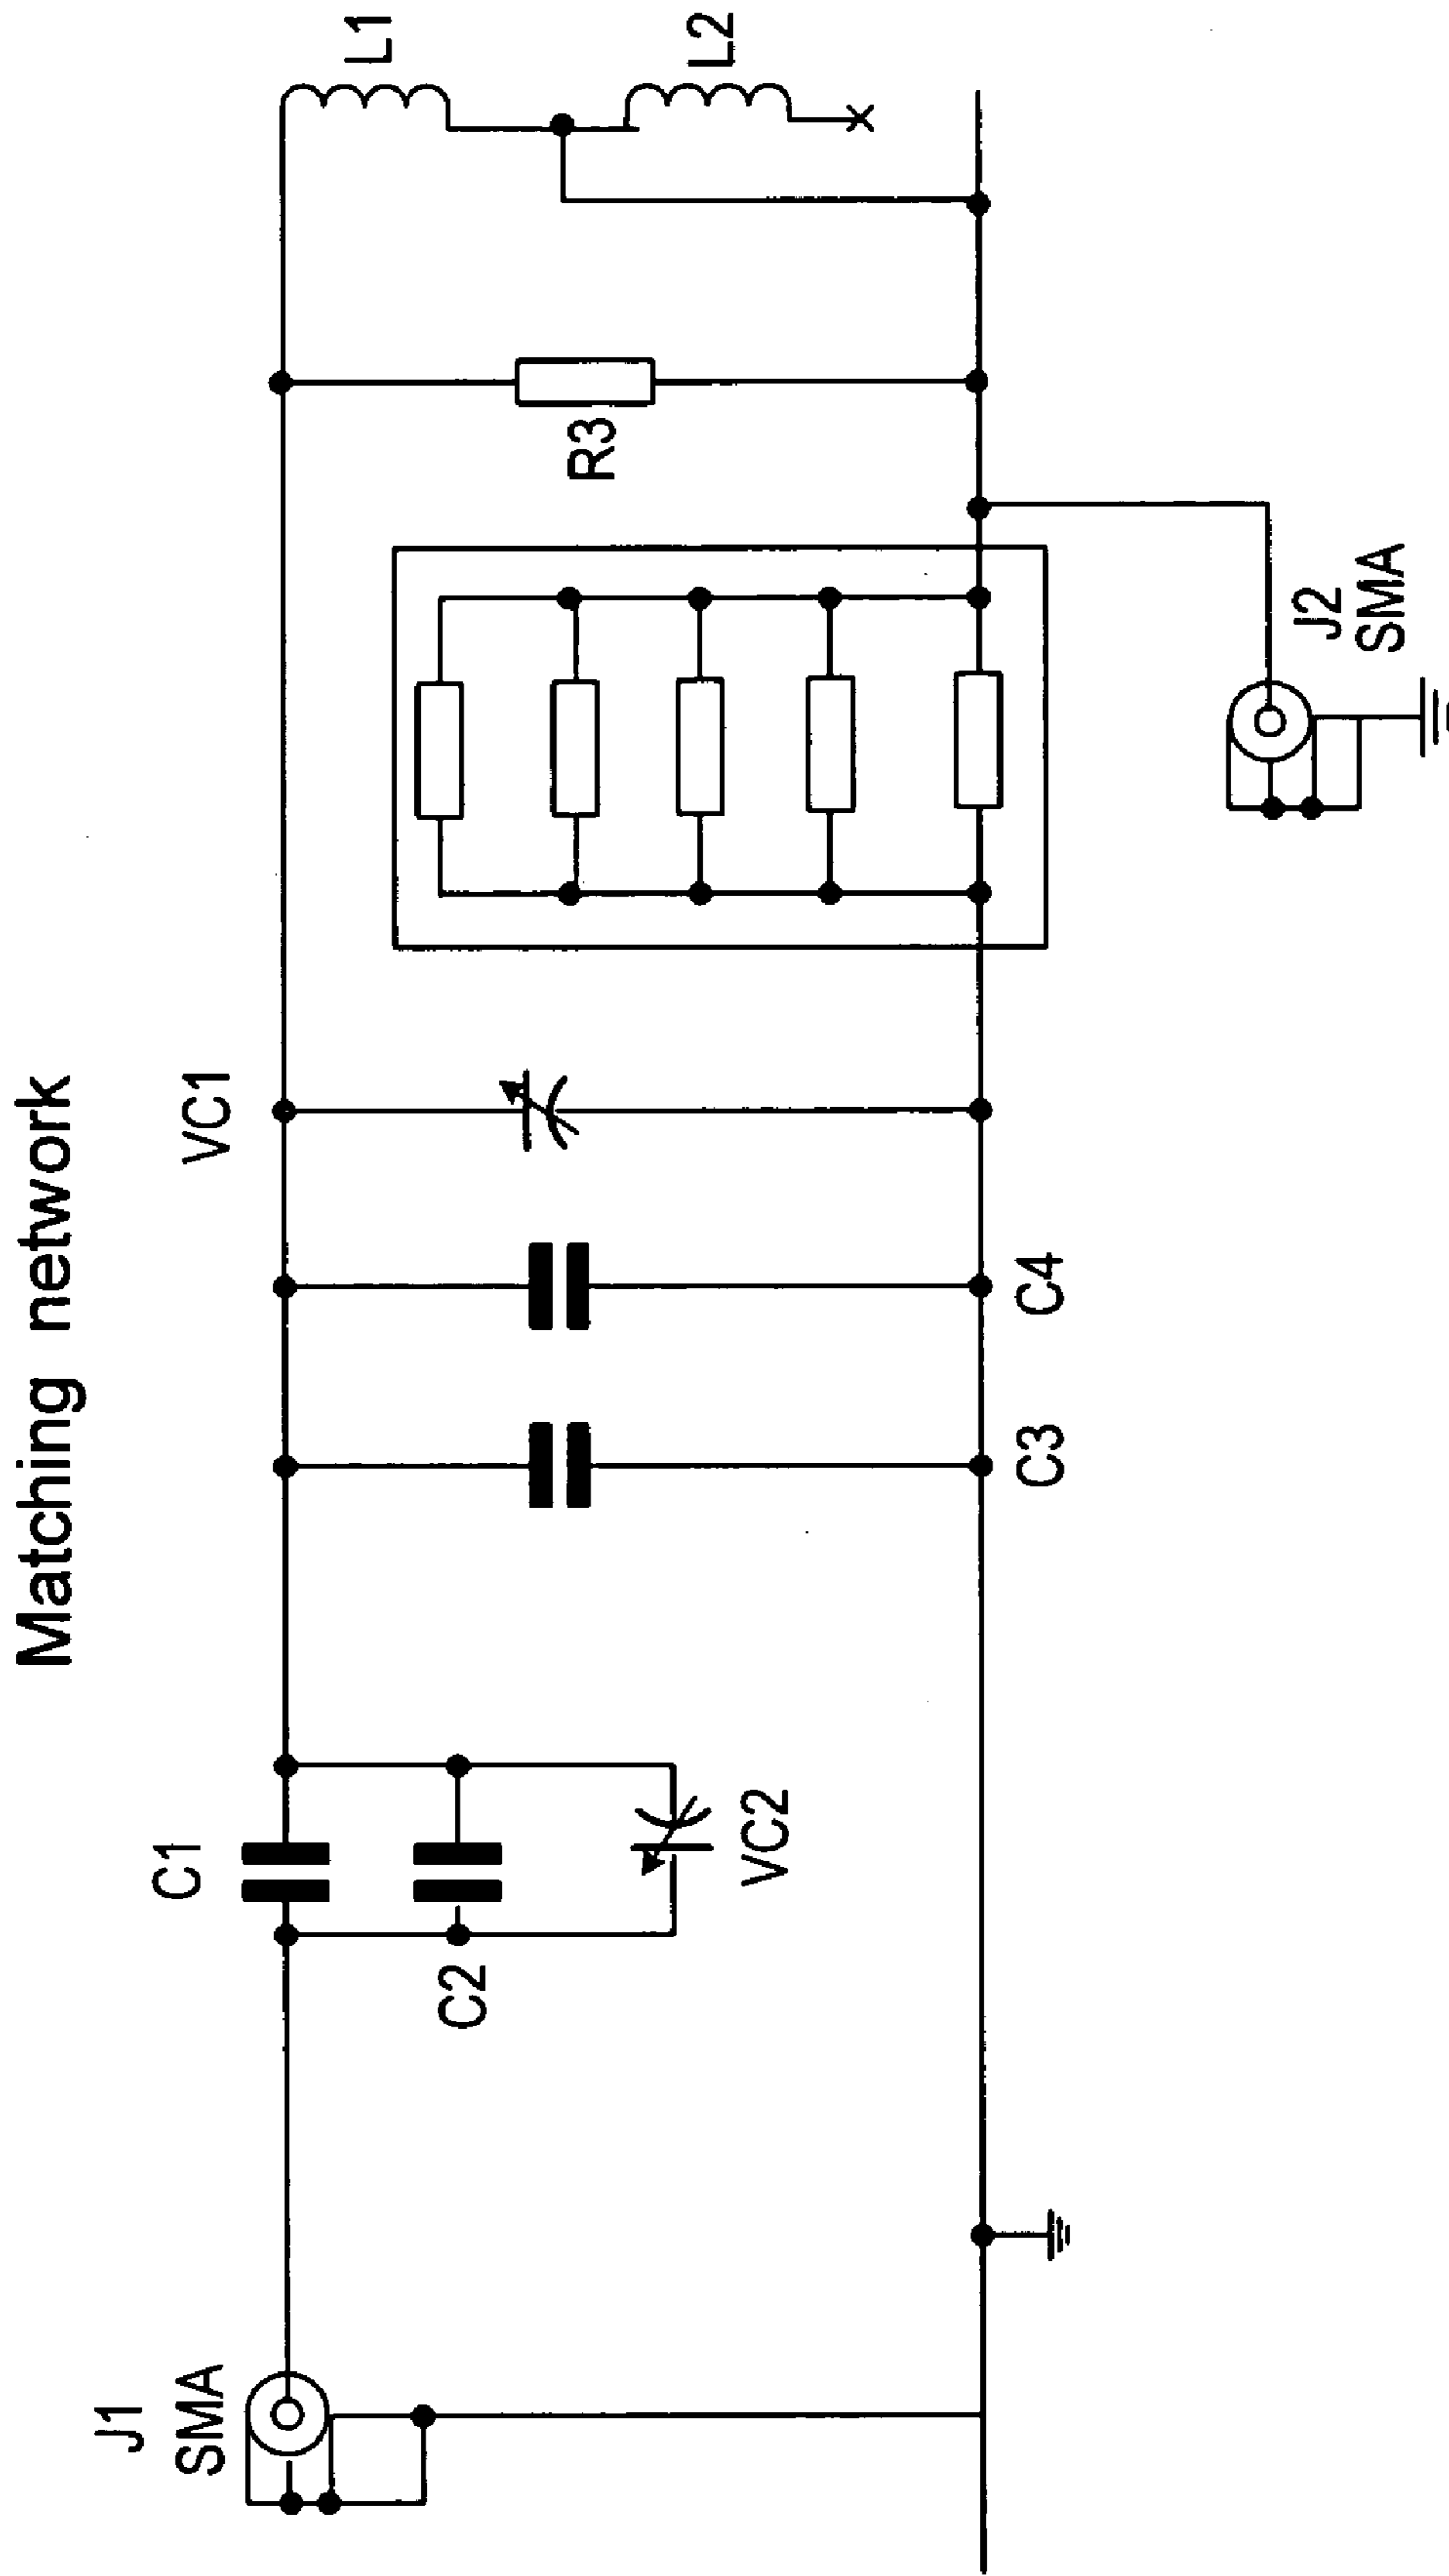 Matching network
J1
SMA
C1
C2
VC2
C3
C4
VC1
R3
J2
SMA
L1
L2